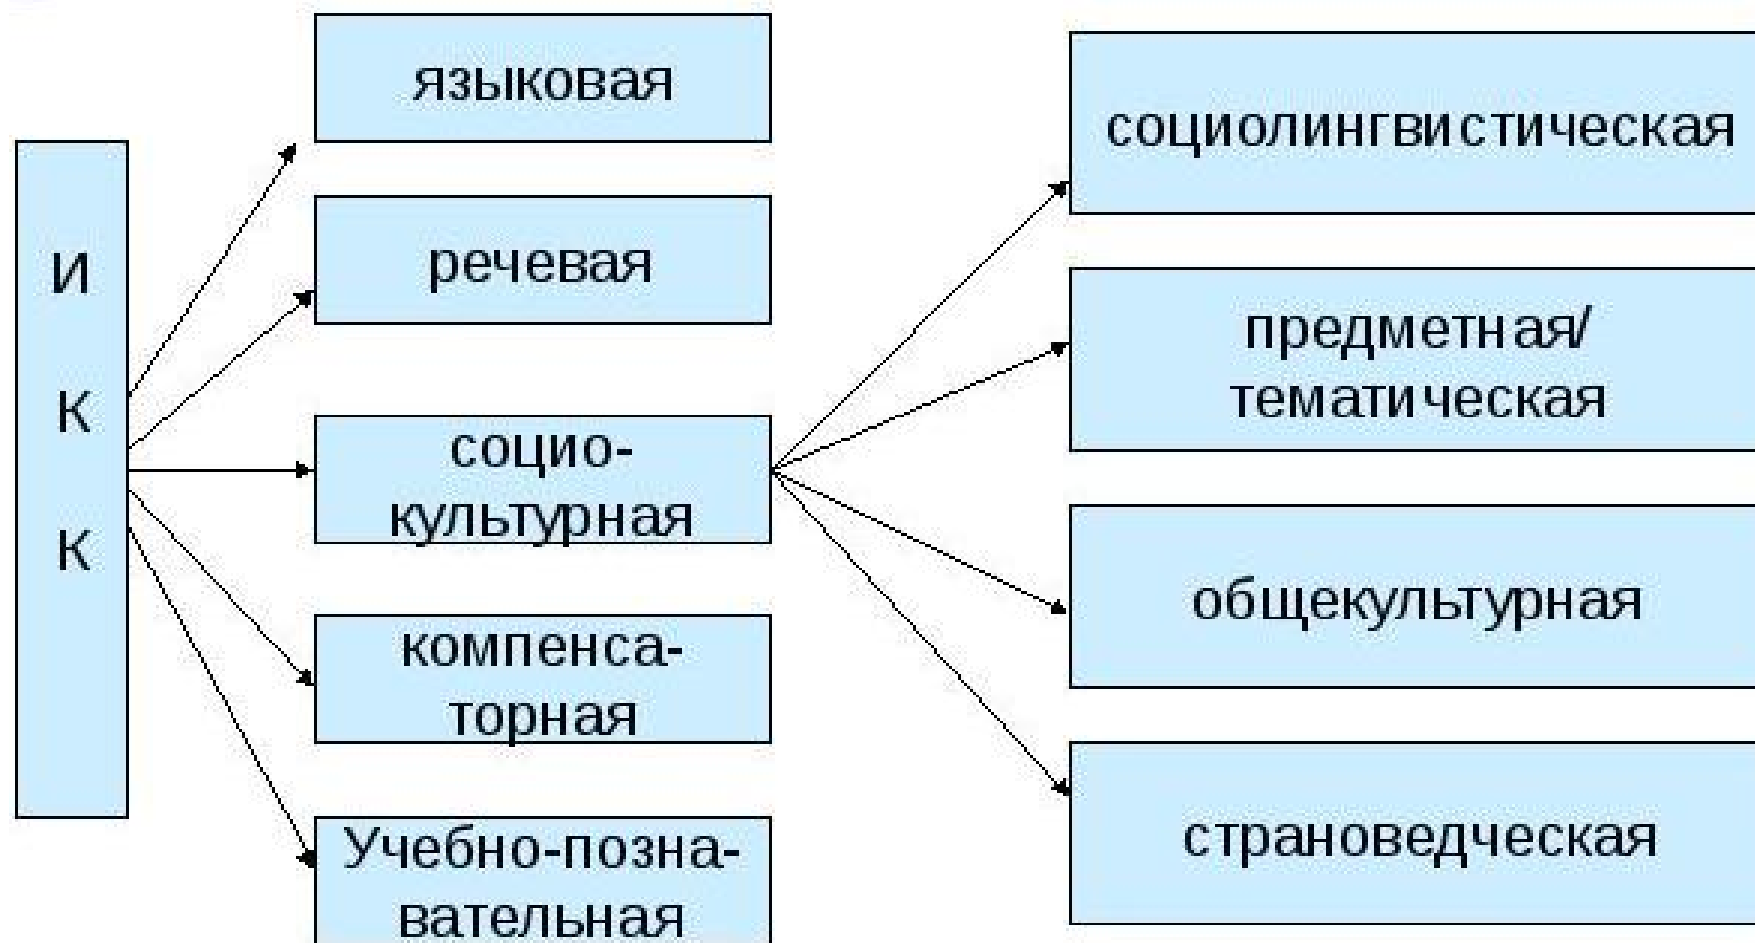 И
К
К
языковая
речевая
социо-
культурная
компенса-
торная
Учебно-позна-
вательная
социолингвистическая
предметная/
тематическая
общекультурная
страноведческая